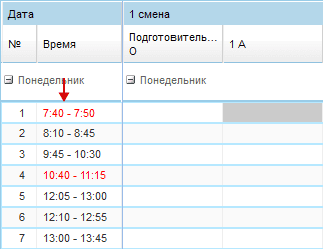 Дата 1 смена
№ Время Подготовитель... О 1 А
Понедельник Понедельник
1 7:40 - 7:50
2 8:10 - 8:45
3 9:45 - 10:30
4 10:40 - 11:15
5 12:05 - 13:00
6 12:10 - 12:55
7 13:00 - 13:45